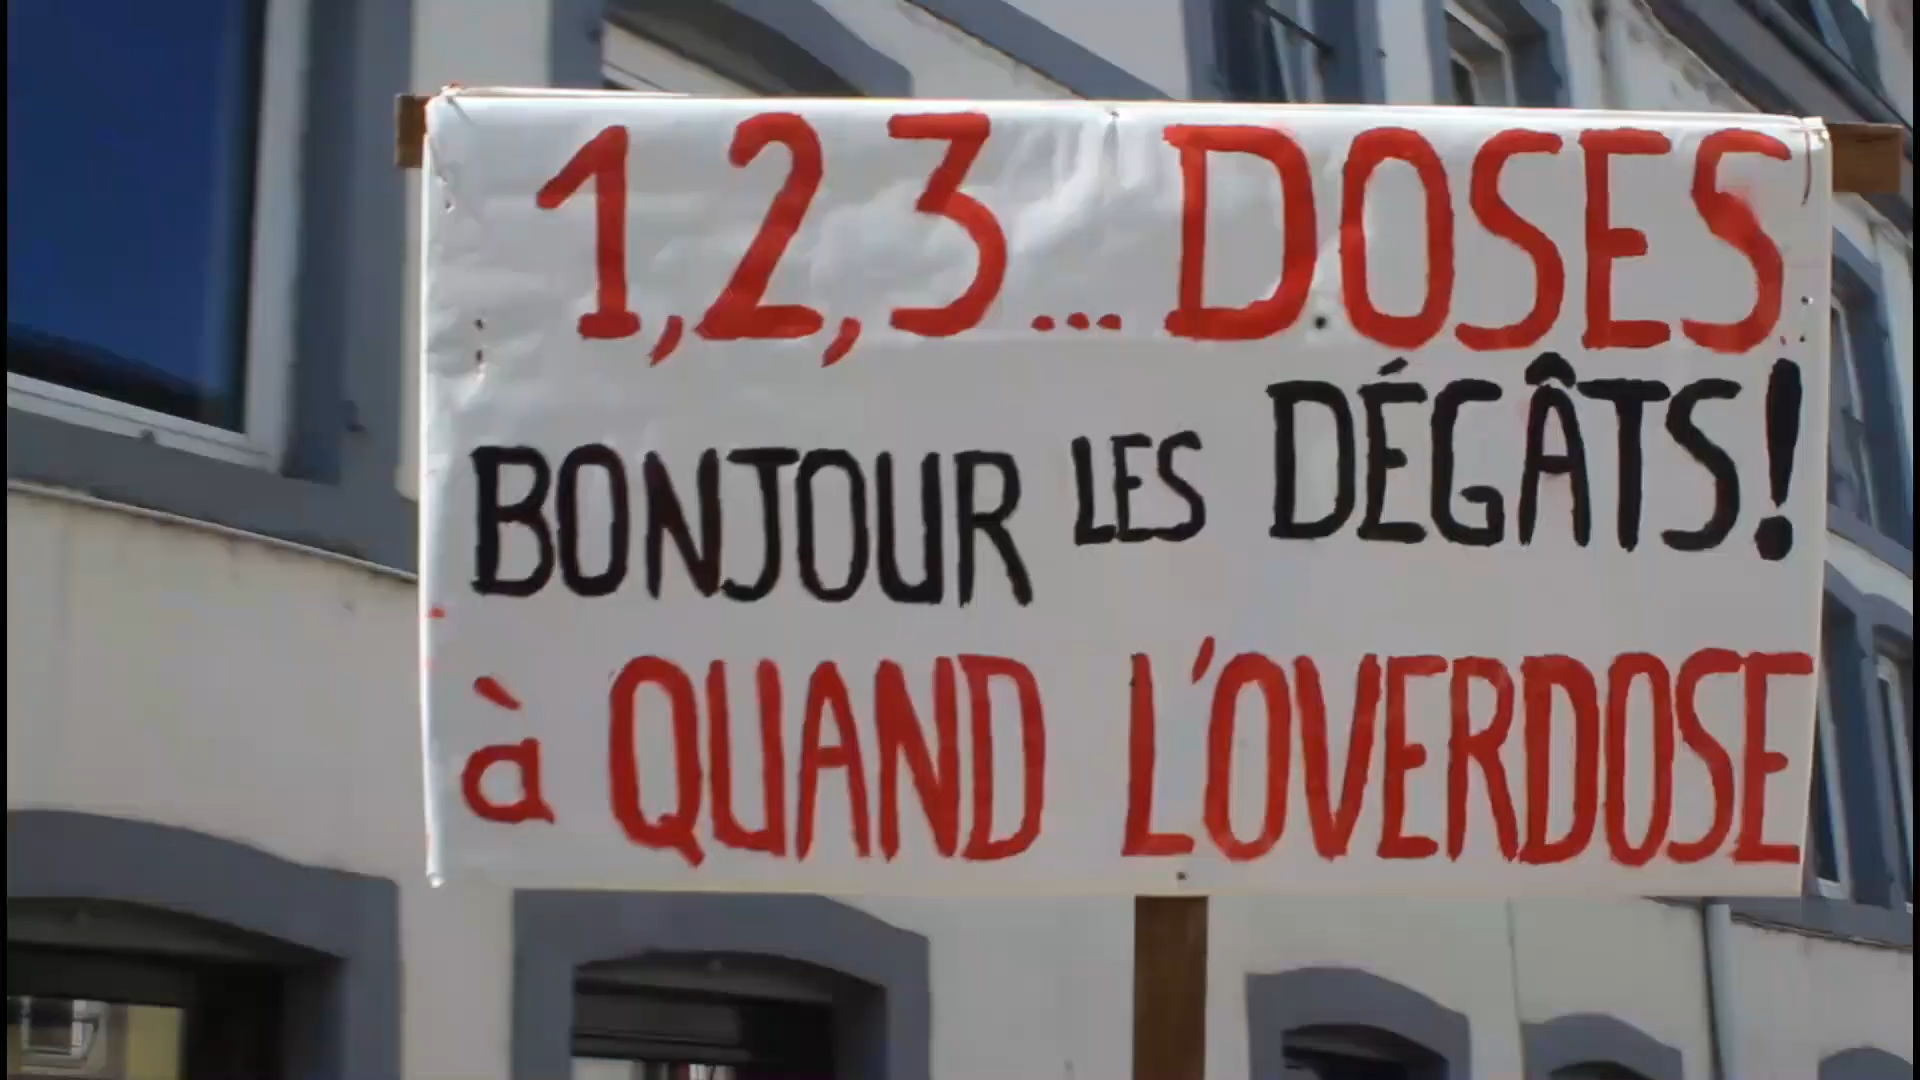 1,2,3... DOSES
BONJOUR LES DÉGÂTS!
à QUAND L'OVERDOSE